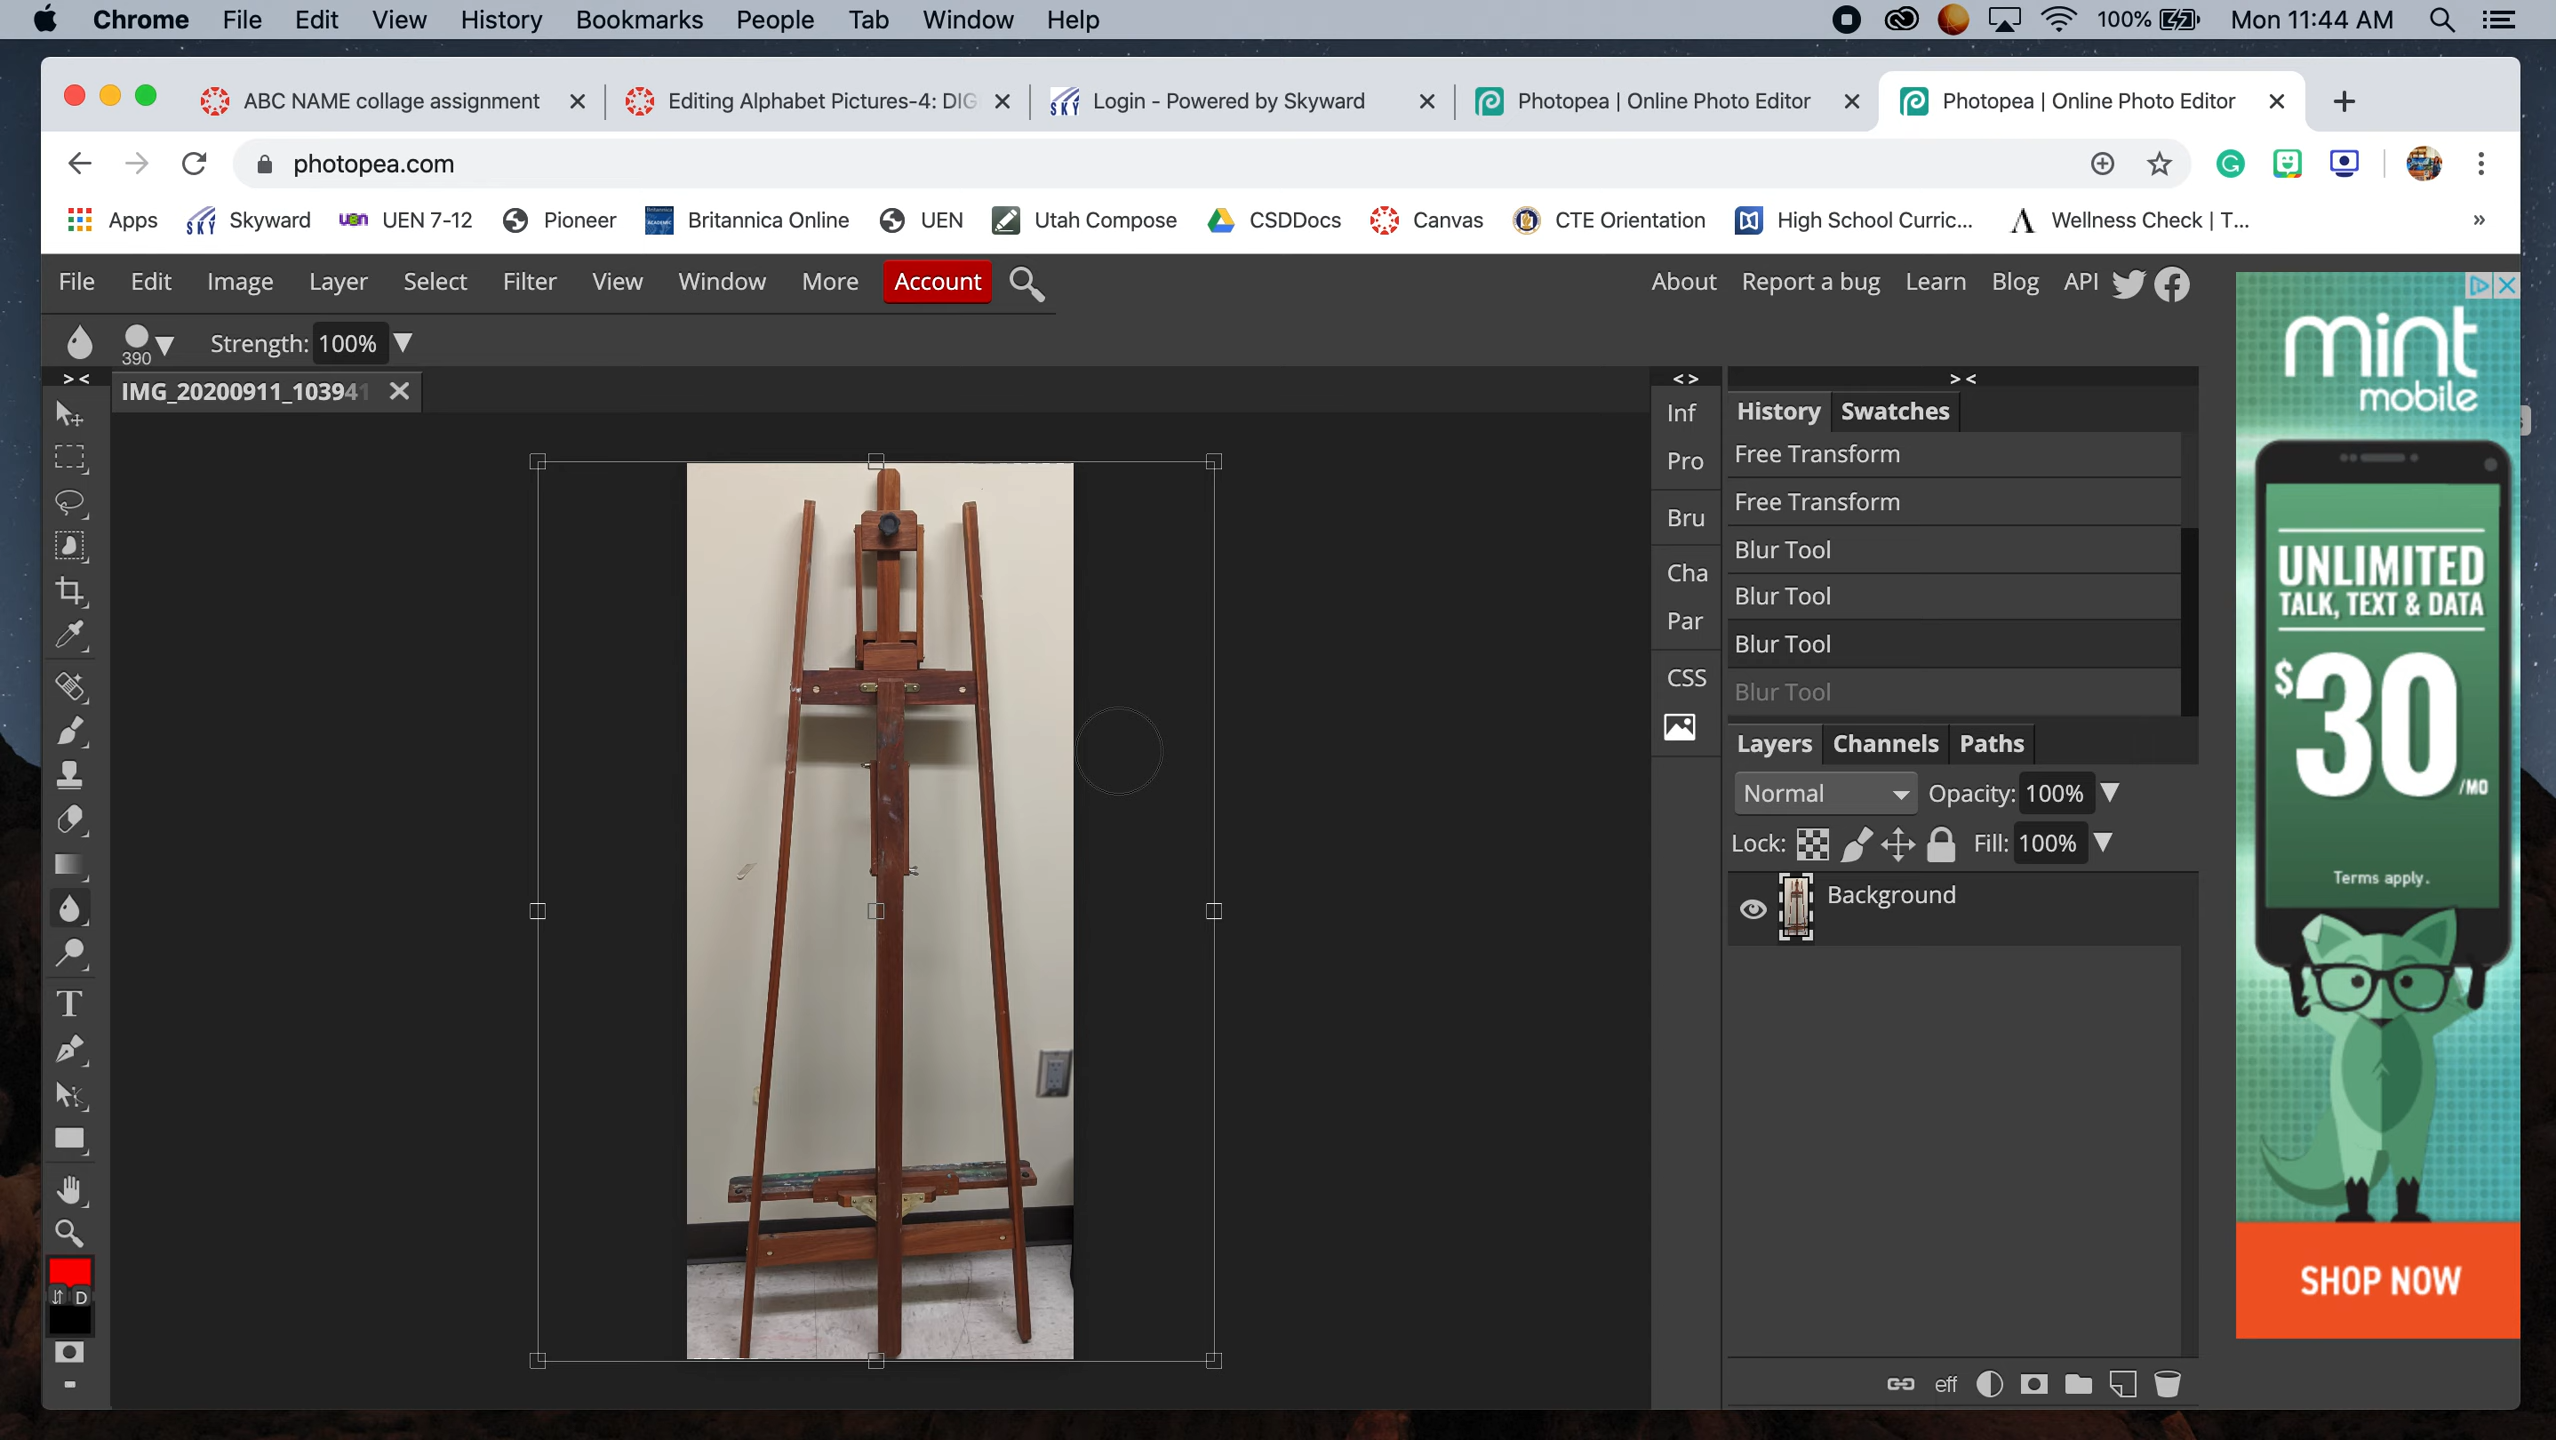 Chrome File Edit View History Bookmarks People Tab Window Help 100% Mon 11:44 AM
ABC NAME collage assignment Editing Alphabet Pictures-4: DIG Login - Powered by Skyward Photopea | Online Photo Editor Photopea | Online Photo Editor
photopea.com
Apps Skyward UEN 7-12 Pioneer Britannica Online UEN Utah Compose CSDDocs Canvas CTE Orientation High School Curric... Wellness Check | T... »
File Edit Image Layer Select Filter View Window More Account About Report a bug Learn Blog API
390 Strength: 100%
> < < > > <
IMG_20200911_103941
Inf
Pro
Bru
Cha
Par
CSS
History Swatches
Free Transform
Free Transform
Blur Tool
Blur Tool
Blur Tool
Blur Tool
Layers Channels Paths
Normal Opacity: 100%
Lock: Fill: 100%
Background
D
eff
mint
mobile
UNLIMITED
TALK, TEXT & DATA
$30/MO
Terms apply.
SHOP NOW